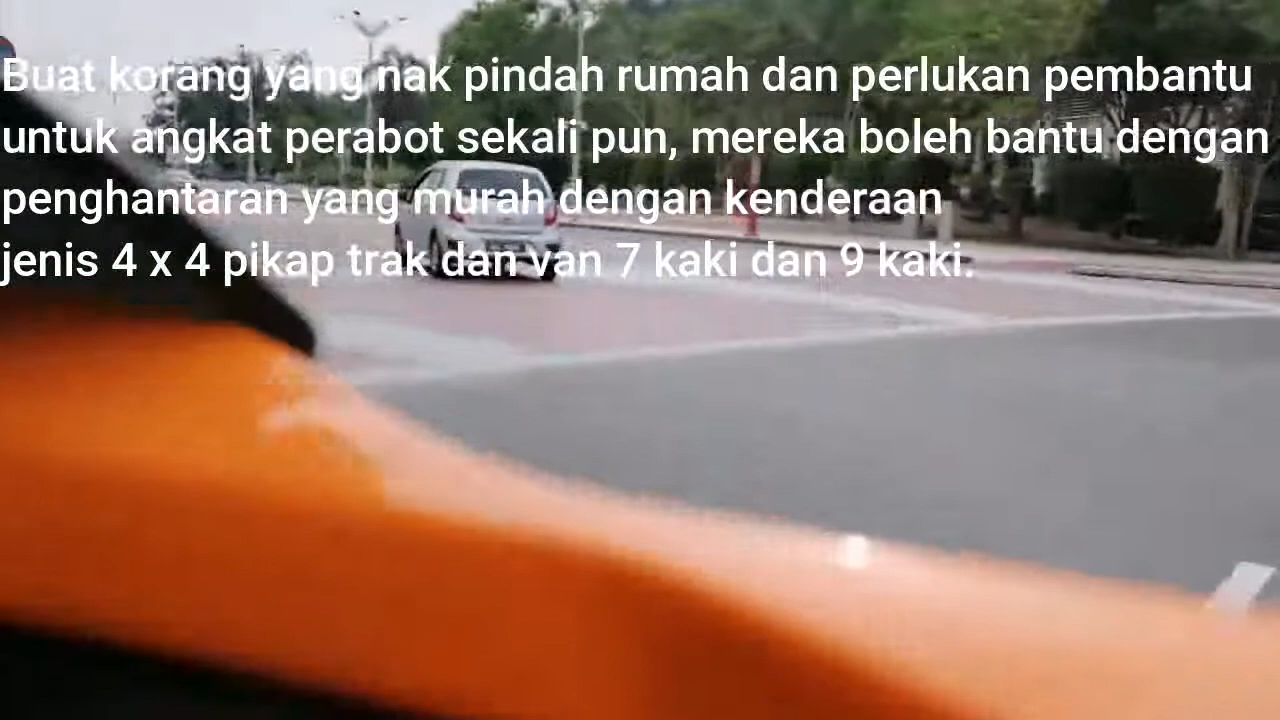 Buat korang yang nak pindah rumah dan perlukan pembantu
untuk angkat perabot sekali pun, mereka boleh bantu dengan
penghantaran yang murah dengan kenderaan
jenis 4 x 4 pikap trak dan van 7 kaki dan 9 kaki.